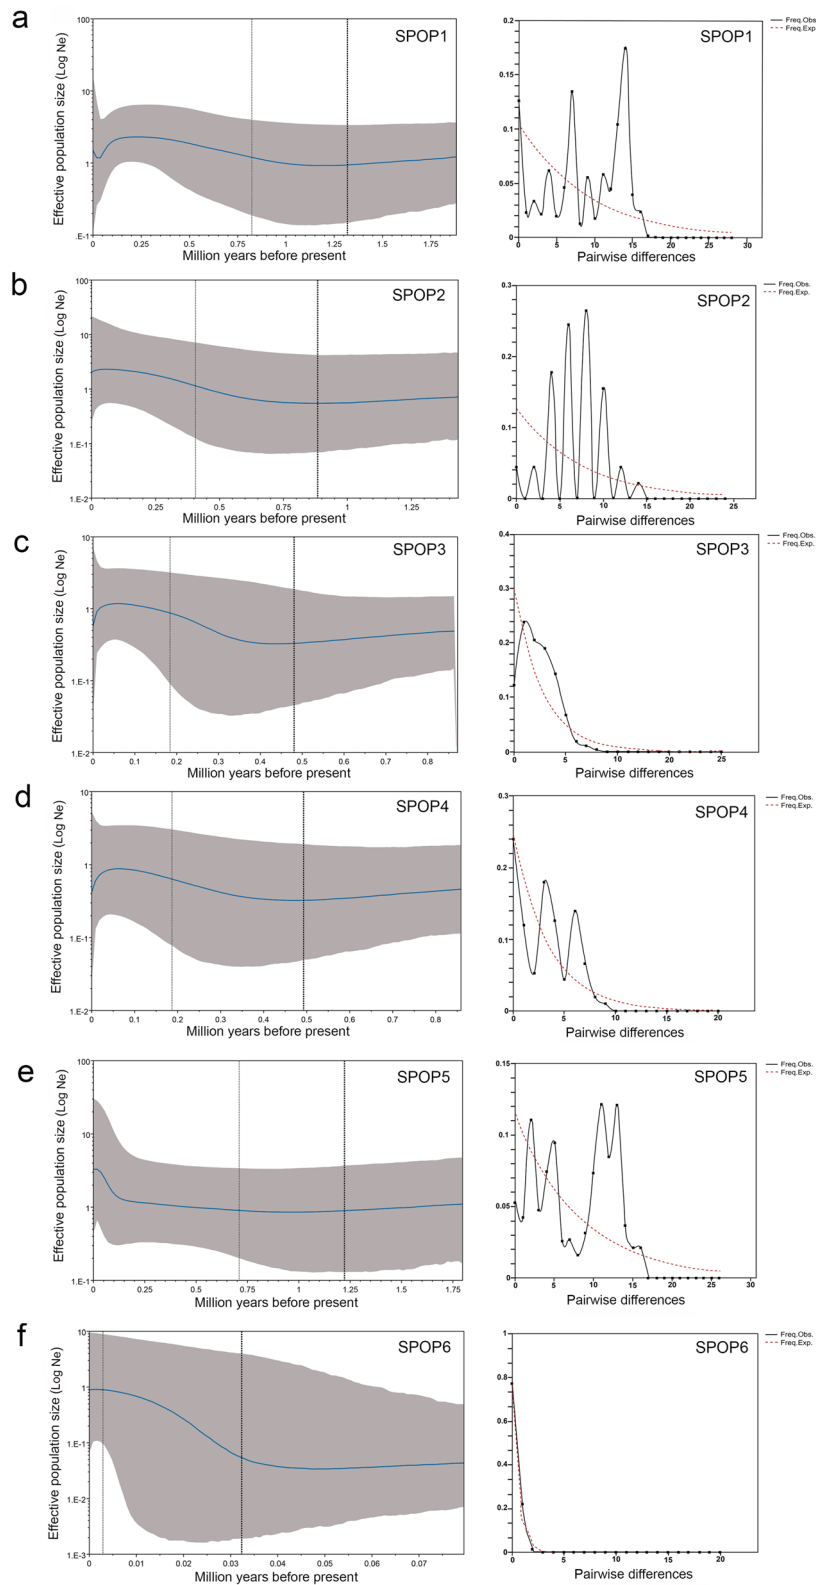 a
SPOP1
Effective population size (Log Ne)
100
10
1
1.E-1
0 0.25 0.5 0.75 1 1.25 1.5 1.75
Million years before present
SPOP1
Freq.Obs
Freq.Exp
0.2
0.15
0.1
0.05
0
0 10 20 30
Pairwise differences
b
SPOP2
Effective population size (Log Ne)
100
10
1
1.E-1
1.E-2
0 0.25 0.5 0.75 1 1.25
Million years before present
SPOP2
Freq.Obs.
Freq.Exp.
0.3
0.2
0.1
0
0 5 10 15 20 25
Pairwise differences
c
SPOP3
Effective population size (Log Ne)
10
1
1.E-1
1.E-2
0 0.1 0.2 0.3 0.4 0.5 0.6 0.7 0.8
Million years before present
SPOP3
Freq.Obs.
Freq.Exp.
0.4
0.3
0.2
0.1
0
0 5 10 15 20 25
Pairwise differences
d
SPOP4
Effective population size (Log Ne)
10
1
1.E-1
1.E-2
0 0.1 0.2 0.3 0.4 0.5 0.6 0.7 0.8
Million years before present
SPOP4
Freq.Obs.
Freq.Exp.
0.3
0.2
0.1
0
0 5 10 15 20
Pairwise differences
e
SPOP5
Effective population size (Log Ne)
100
10
1
1.E-1
0 0.25 0.5 0.75 1 1.25 1.5 1.75
Million years before present
SPOP5
Freq.Obs.
Freq.Exp.
0.15
0.1
0.05
0
0 10 20 30
Pairwise differences
f
SPOP6
Effective population size (Log Ne)
10
1
1.E-1
1.E-2
1.E-3
0 0.01 0.02 0.03 0.04 0.05 0.06 0.07
Million years before present
SPOP6
Freq.Obs.
Freq.Exp.
1
0.8
0.6
0.4
0.2
0
0 5 10 15 20
Pairwise differences